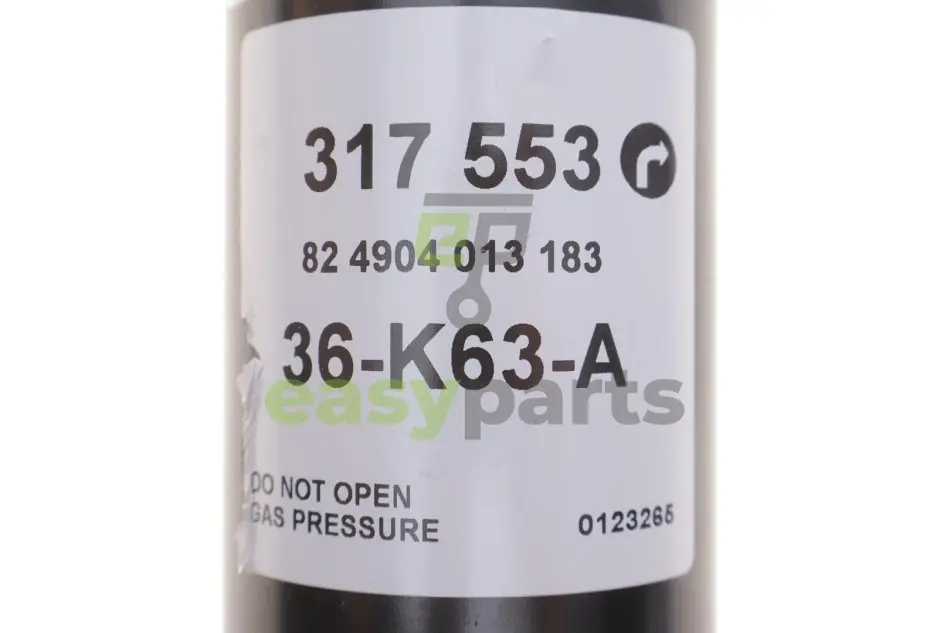 317 553
82 4904 013 183
36-K63-A
easyparts
DO NOT OPEN
GAS PRESSURE
0123265